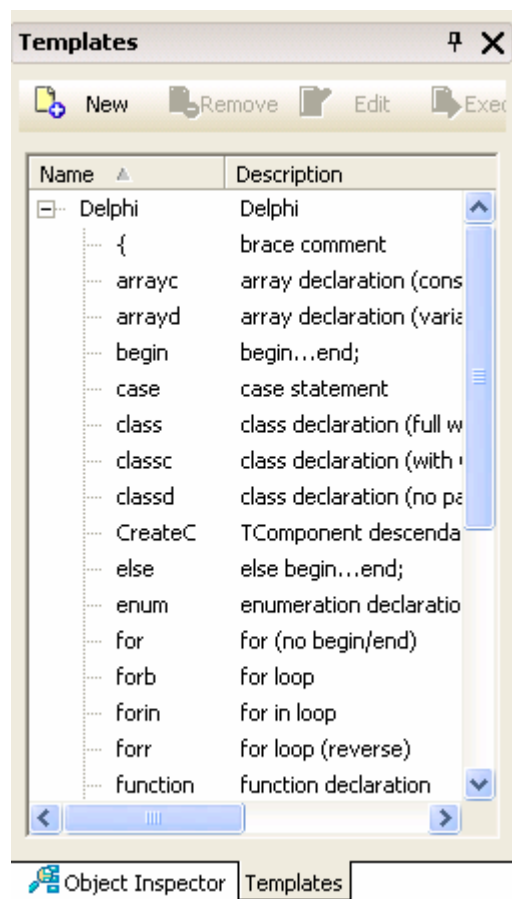 Templates
New Remove Edit Exec
Name Description
Delphi Delphi
{ brace comment
arrayc array declaration (cons
arrayd array declaration (varia
begin begin...end;
case case statement
class class declaration (full w
classc class declaration (with
classd class declaration (no pa
CreateC TComponent descenda
else else begin...end;
enum enumeration declaratio
for for (no begin/end)
forb for loop
forin for in loop
forr for loop (reverse)
function function declaration
Object Inspector Templates